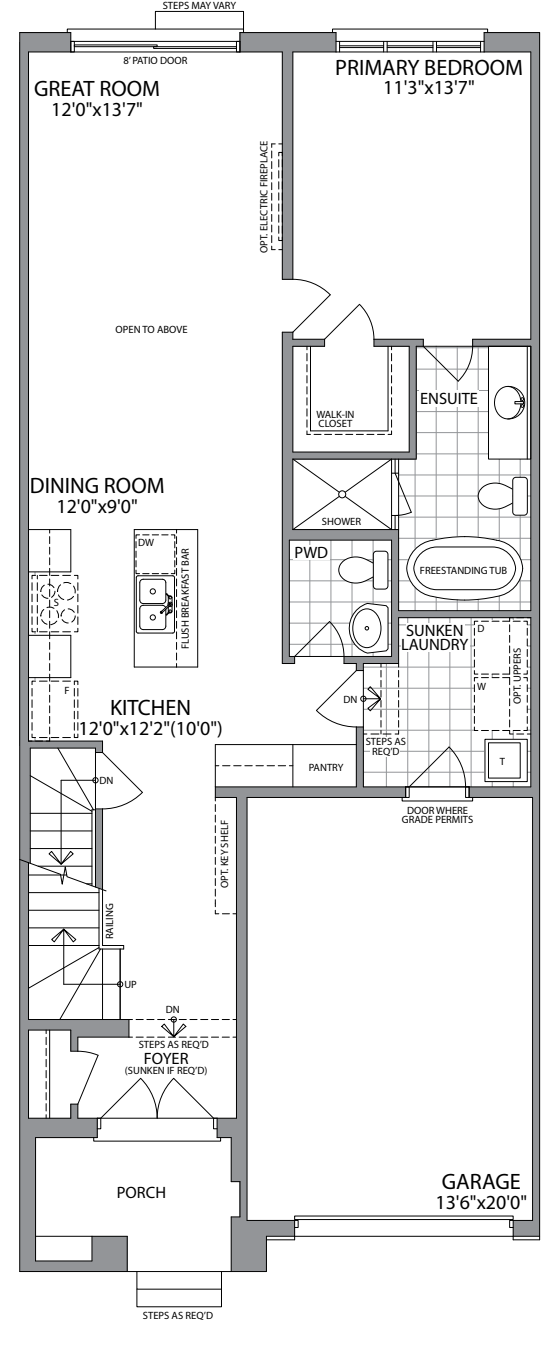 STEPS MAY VARY
8' PATIO DOOR
GREAT ROOM
12'0"x13'7"
PRIMARY BEDROOM
11'3"x13'7"
OPT. ELECTRIC FIREPLACE
OPEN TO ABOVE
WALK-IN
CLOSET
ENSUITE
DINING ROOM
12'0"x9'0"
SHOWER
DW
FLUSH BREAKFAST BAR
PWD
FREESTANDING TUB
S
SUNKEN
LAUNDRY
D
W
OPT. UPPERS
F
KITCHEN
12'0"x12'2"(10'0")
DN
STEPS AS
REQ'D
PANTRY
T
DN
DOOR WHERE
GRADE PERMITS
OPT. KEY SHELF
RAILING
UP
DN
STEPS AS REQ'D
FOYER
(SUNKEN IF REQ'D)
PORCH
GARAGE
13'6"x20'0"
STEPS AS REQ'D